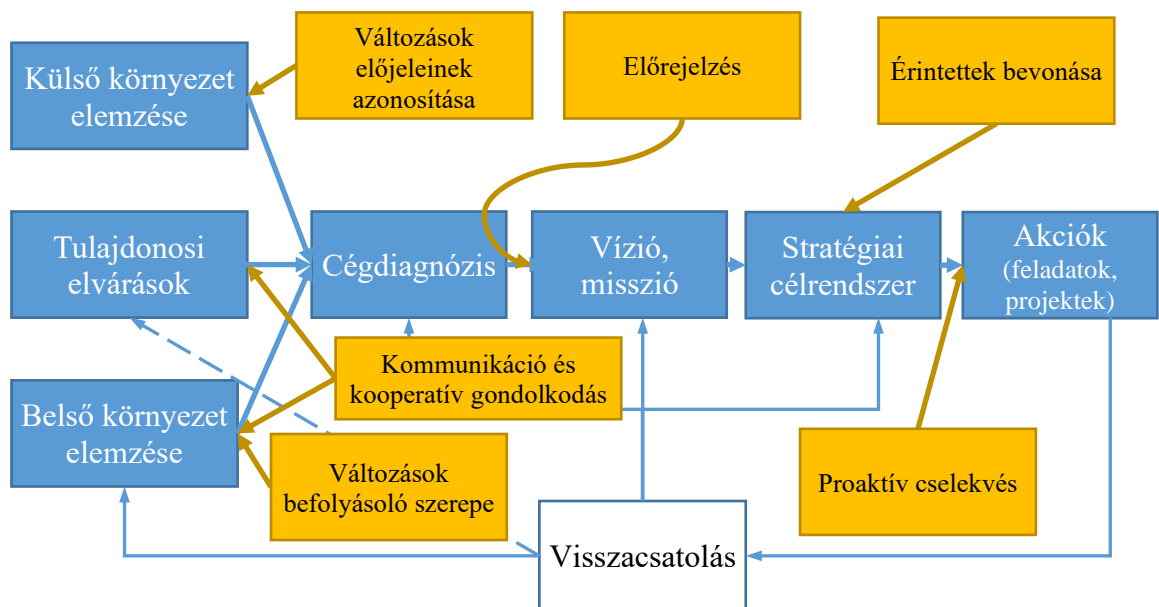 Változások
előjeleinek
azonosítása
Előrejelzés
Érintettek bevonása
Külső környezet
elemzése
Tulajdonosi
elvárások
Cégdiagnózis
Vízió,
misszió
Stratégiai
célrendszer
Akciók
(feladatok,
projektek)
Kommunikáció és
kooperatív gondolkodás
Belső környezet
elemzése
Változások
befolyásoló szerepe
Proaktív cselekvés
Visszacsatolás